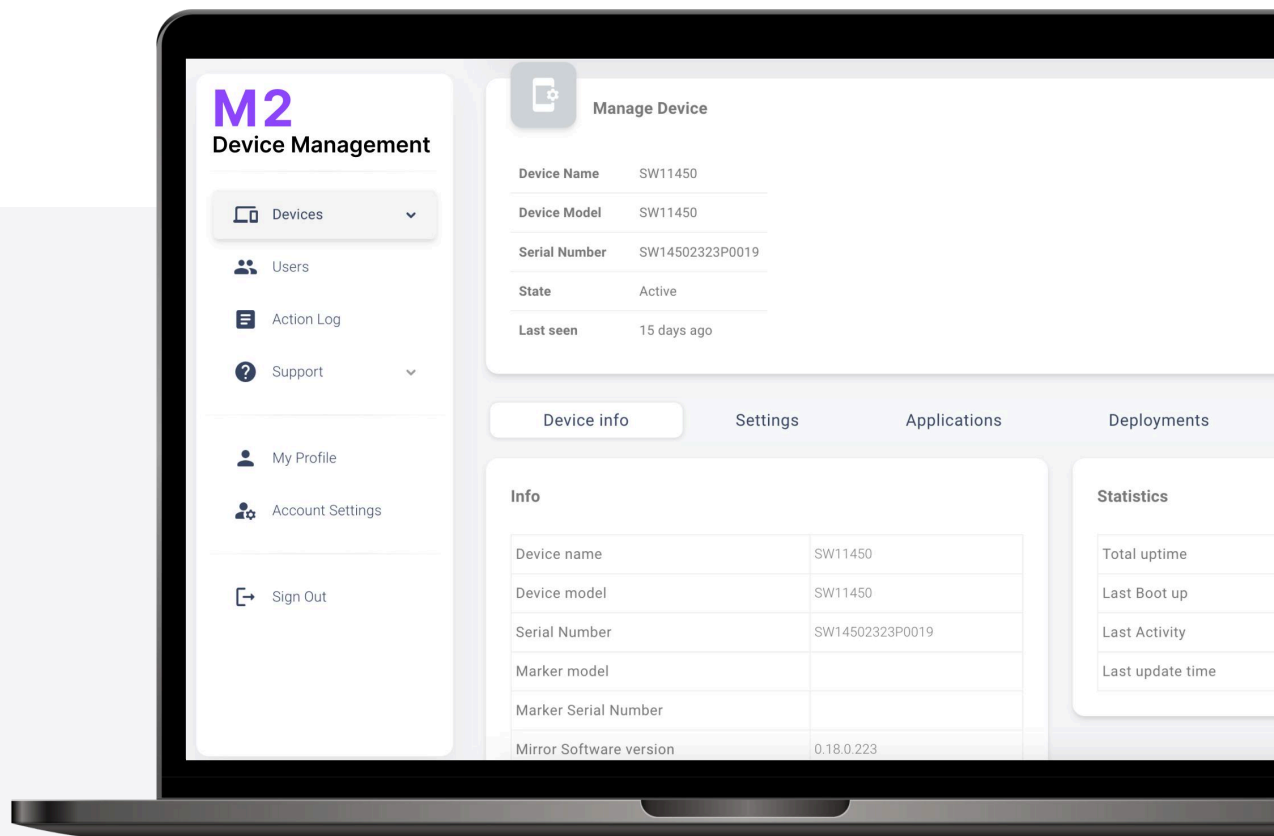 M2
Device Management
Devices
Users
Action Log
Support
My Profile
Account Settings
Sign Out
Manage Device
Device Name SW11450
Device Model SW11450
Serial Number SW14502323P0019
State Active
Last seen 15 days ago
Device info Settings Applications Deployments
Info
Device name SW11450
Device model SW11450
Serial Number SW14502323P0019
Marker model
Marker Serial Number
Mirror Software version 0.18.0.223
Statistics
Total uptime
Last Boot up
Last Activity
Last update time